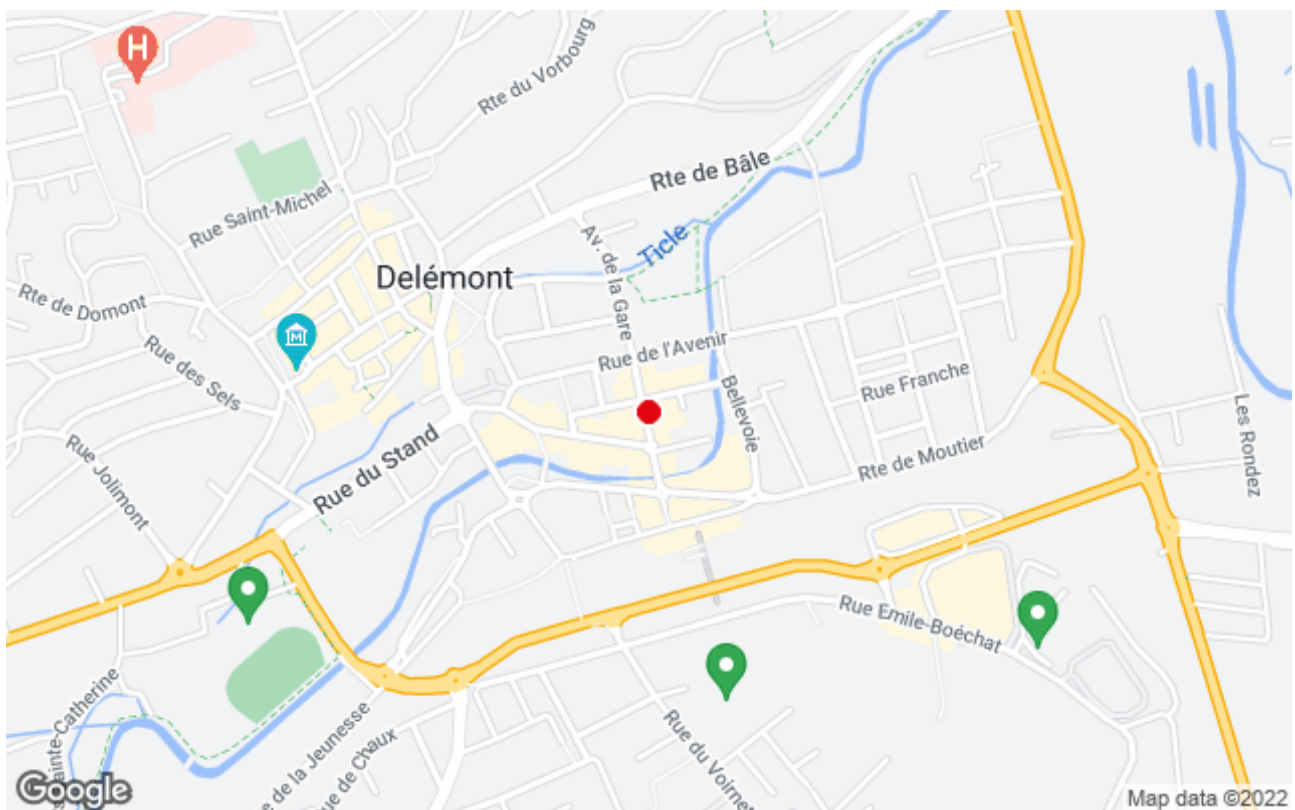 H
Rte du Vorbourg
Rte de Bâle
Rue Saint-Michel
Av. de la Gare
Ticle
Delémont
Rte de Domont
M
Rue des Sels
Rue de l'Avenir
Bellevoie
Rue Franche
Les Rondez
Rue du Stand
Rte de Moutier
Rue Jolimont
Rue Emile-Boéchat
Sainte-Catherine
de la Jeunesse
de Chaux
Rue du Voirnet
Google
Map data ©2022